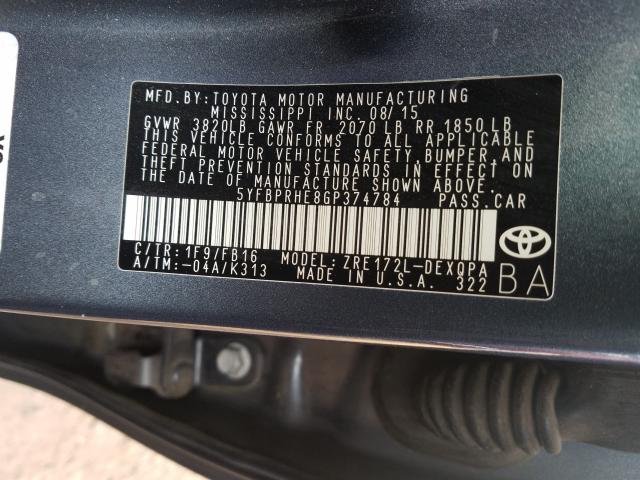 MFD.BY:TOYOTA MOTOR MANUFACTURING
MISSISSIPPI INC. 08/15
GVWR 3820LB GAWR FR 2070 LB RR 1850 LB
THIS VEHICLE CONFORMS TO ALL APPLICABLE
FEDERAL MOTOR VEHICLE SAFETY,BUMPER,AND
THEFT PREVENTION STANDARDS IN EFFECT ON
THE DATE OF MANUFACTURE SHOWN ABOVE.
5YFBPRHE8GP374784 PASS.CAR
C/TR:1F9/FB16 MODEL:ZRE172L-DEXQPA
A/TM:-04A/K313 MADE IN U.S.A. 322
BA